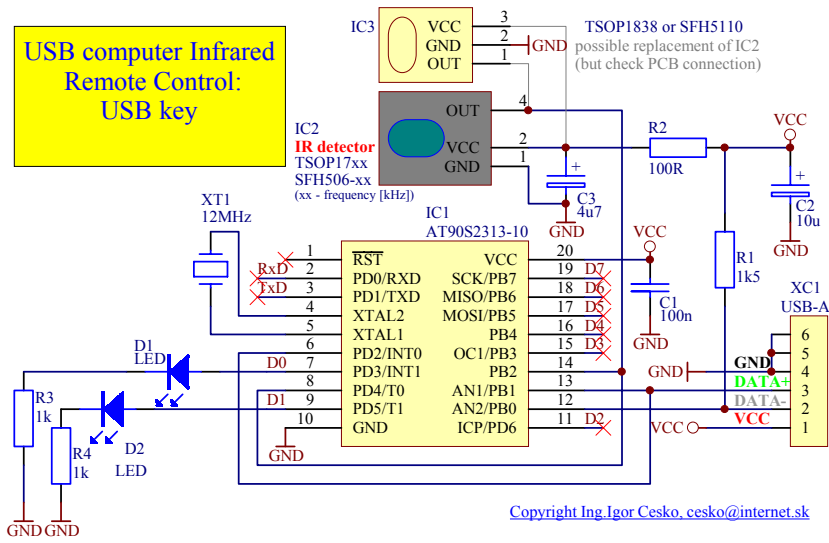 USB computer Infrared
Remote Control:
USB key
IC3
VCC
GND
OUT
3
2
1
GND
TSOP1838 or SFH5110
possible replacement of IC2
(but check PCB connection)
IC2
IR detector
TSOP17xx
SFH506-xx
(xx - frequency [kHz])
OUT
VCC
GND
4
2
1
+
C3
4u7
GND
R2
100R
VCC
+
C2
10u
GND
R1
1k5
XT1
12MHz
IC1
AT90S2313-10
1 RST VCC 20
RxD 2 PD0/RXD SCK/PB7 19 D7
TxD 3 PD1/TXD MISO/PB6 18 D6
4 XTAL2 MOSI/PB5 17 D5
5 XTAL1 PB4 16 D4
6 PD2/INT0 OC1/PB3 15 D3
D0 7 PD3/INT1 PB2 14
8 PD4/T0 AN1/PB1 13
D1 9 PD5/T1 AN2/PB0 12
10 GND ICP/PD6 11 D2
GND
VCC
C1
100n
GND
XC1
USB-A
6
5
GND GND 4
DATA+ 3
DATA- 2
VCC VCC 1
D1
LED
D2
LED
R3
1k
R4
1k
GND GND
Copyright Ing.Igor Cesko, cesko@internet.sk